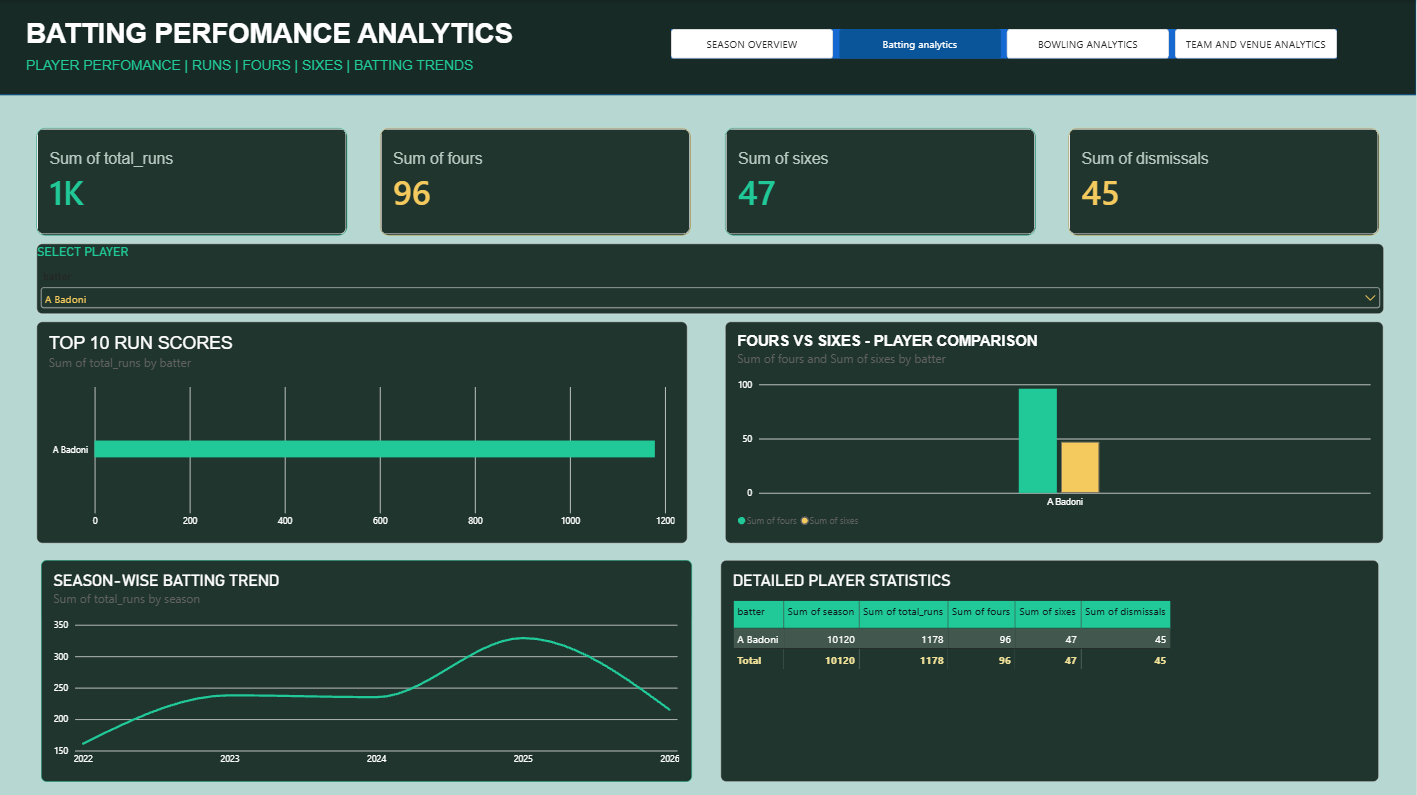 BATTING PERFOMANCE ANALYTICS
PLAYER PERFOMANCE | RUNS | FOURS | SIXES | BATTING TRENDS
SEASON OVERVIEW
Batting analytics
BOWLING ANALYTICS
TEAM AND VENUE ANALYTICS
Sum of total_runs
1K
Sum of fours
96
Sum of sixes
47
Sum of dismissals
45
SELECT PLAYER
batter
A Badoni
TOP 10 RUN SCORES
Sum of total_runs by batter
A Badoni
0 200 400 600 800 1000 1200
FOURS VS SIXES - PLAYER COMPARISON
Sum of fours and Sum of sixes by batter
100
50
0
A Badoni
Sum of fours Sum of sixes
SEASON-WISE BATTING TREND
Sum of total_runs by season
350
300
250
200
150
2022 2023 2024 2025 2026
DETAILED PLAYER STATISTICS
batter Sum of season Sum of total_runs Sum of fours Sum of sixes Sum of dismissals
A Badoni 10120 1178 96 47 45
Total 10120 1178 96 47 45